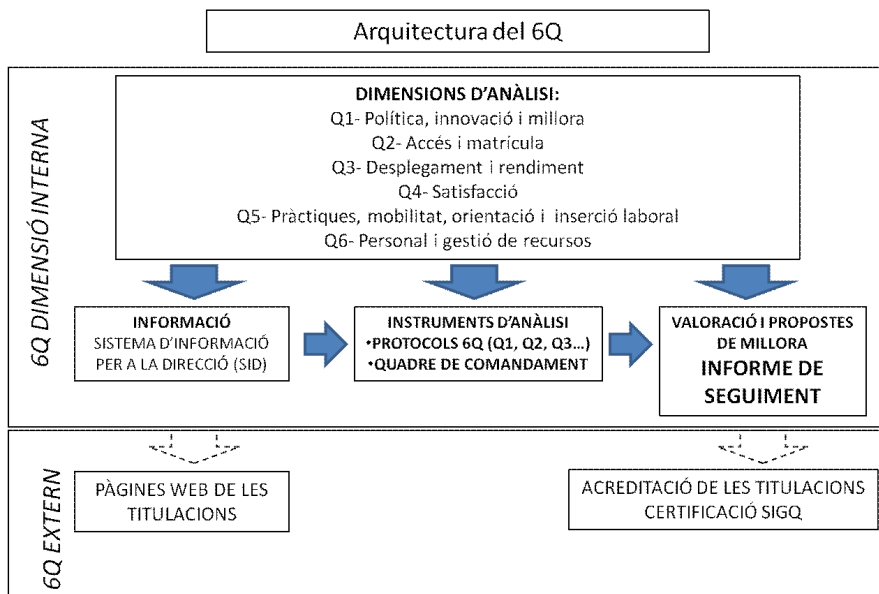 Arquitectura del 6Q
6Q DIMENSIÓ INTERNA
DIMENSIONS D'ANÀLISI:
Q1- Política, innovació i millora
Q2- Accés i matrícula
Q3- Desplegament i rendiment
Q4- Satisfacció
Q5- Pràctiques, mobilitat, orientació i inserció laboral
Q6- Personal i gestió de recursos
INFORMACIÓ
SISTEMA D'INFORMACIÓ
PER A LA DIRECCIÓ (SID)
INSTRUMENTS D'ANÀLISI
•PROTOCOLS 6Q (Q1, Q2, Q3...)
•QUADRE DE COMANDAMENT
VALORACIÓ I PROPOSTES
DE MILLORA
INFORME DE
SEGUIMENT
6Q EXTERN
PÀGINES WEB DE LES
TITULACIONS
ACREDITACIÓ DE LES TITULACIONS
CERTIFICACIÓ SIGQ